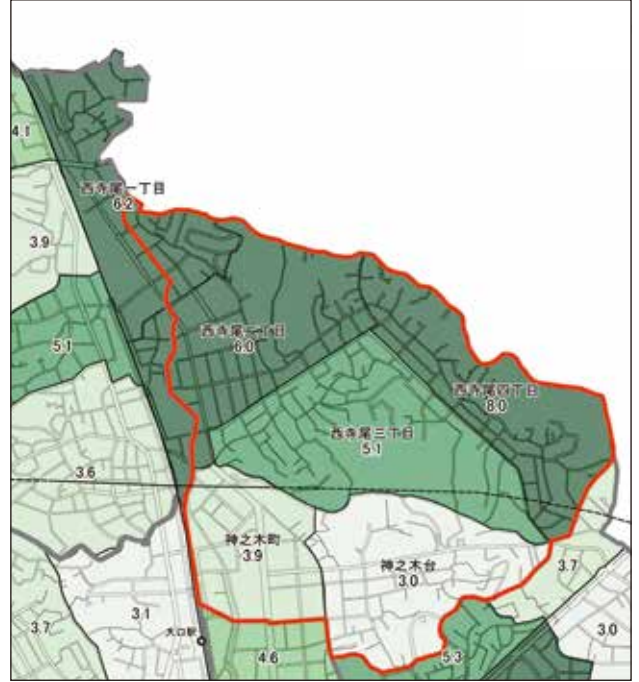 4.1
西寺尾一丁目
6.2
3.9
西寺尾二丁目
6.0
5.1
西寺尾四丁目
8.0
西寺尾三丁目
5.1
3.6
神之木町
3.9
神之木台
3.0
3.7
3.1
大口駅
3.7
4.6
5.3
3.0